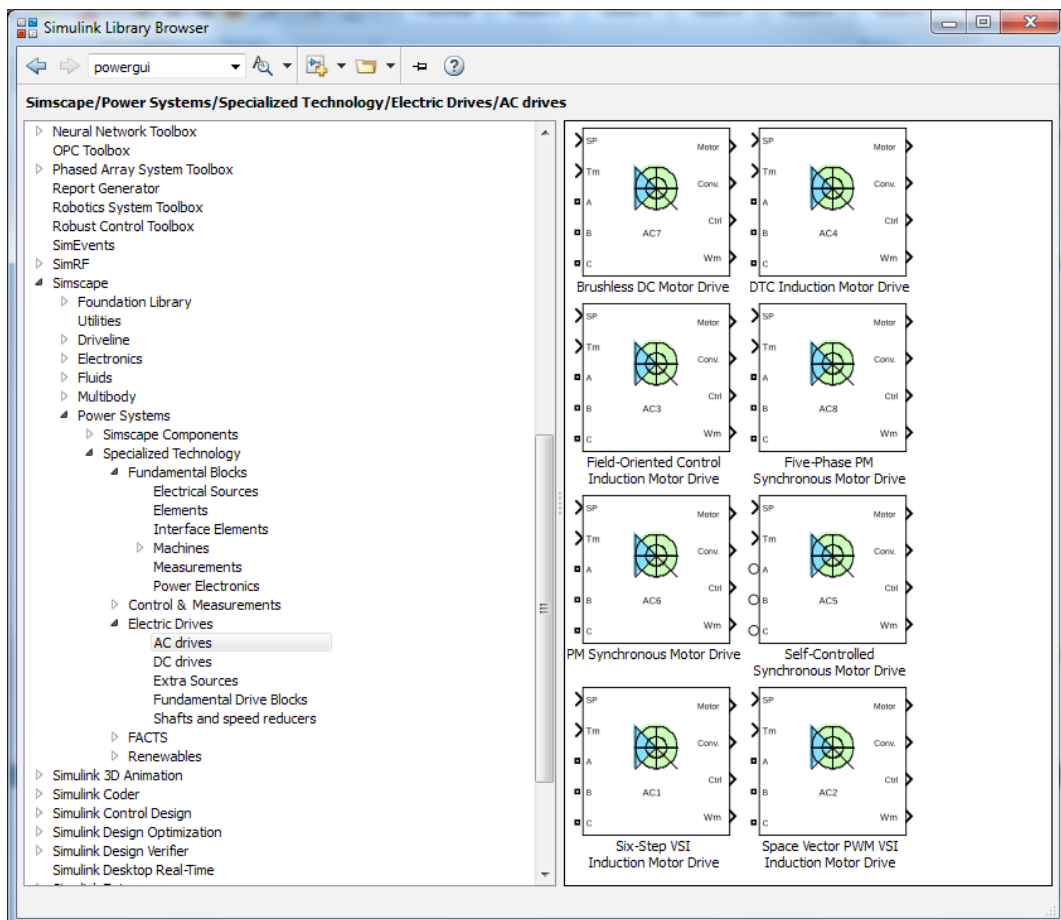 Simulink Library Browser
powergui
Simscape/Power Systems/Specialized Technology/Electric Drives/AC drives
Neural Network Toolbox
OPC Toolbox
Phased Array System Toolbox
Report Generator
Robotics System Toolbox
Robust Control Toolbox
SimEvents
SimRF
Simscape
Foundation Library
Utilities
Driveline
Electronics
Fluids
Multibody
Power Systems
Simscape Components
Specialized Technology
Fundamental Blocks
Electrical Sources
Elements
Interface Elements
Machines
Measurements
Power Electronics
Control & Measurements
Electric Drives
AC drives
DC drives
Extra Sources
Fundamental Drive Blocks
Shafts and speed reducers
FACTS
Renewables
Simulink 3D Animation
Simulink Coder
Simulink Control Design
Simulink Design Optimization
Simulink Design Verifier
Simulink Desktop Real-Time
SP
Motor
Tm
Conv.
A
Ctrl
B
AC7
Wm
C
Brushless DC Motor Drive
SP
Motor
Tm
Conv.
A
Ctrl
B
AC4
Wm
C
DTC Induction Motor Drive
SP
Motor
Tm
Conv.
A
Ctrl
B
AC3
Wm
C
Field-Oriented Control
Induction Motor Drive
SP
Motor
Tm
Conv.
A
Ctrl
B
AC8
Wm
C
Five-Phase PM
Synchronous Motor Drive
SP
Motor
Tm
Conv.
A
Ctrl
B
AC6
Wm
C
PM Synchronous Motor Drive
SP
Motor
Tm
Conv.
A
Ctrl
B
AC5
Wm
C
Self-Controlled
Synchronous Motor Drive
SP
Motor
Tm
Conv.
A
Ctrl
B
AC1
Wm
C
Six-Step VSI
Induction Motor Drive
SP
Motor
Tm
Conv.
A
Ctrl
B
AC2
Wm
C
Space Vector PWM VSI
Induction Motor Drive